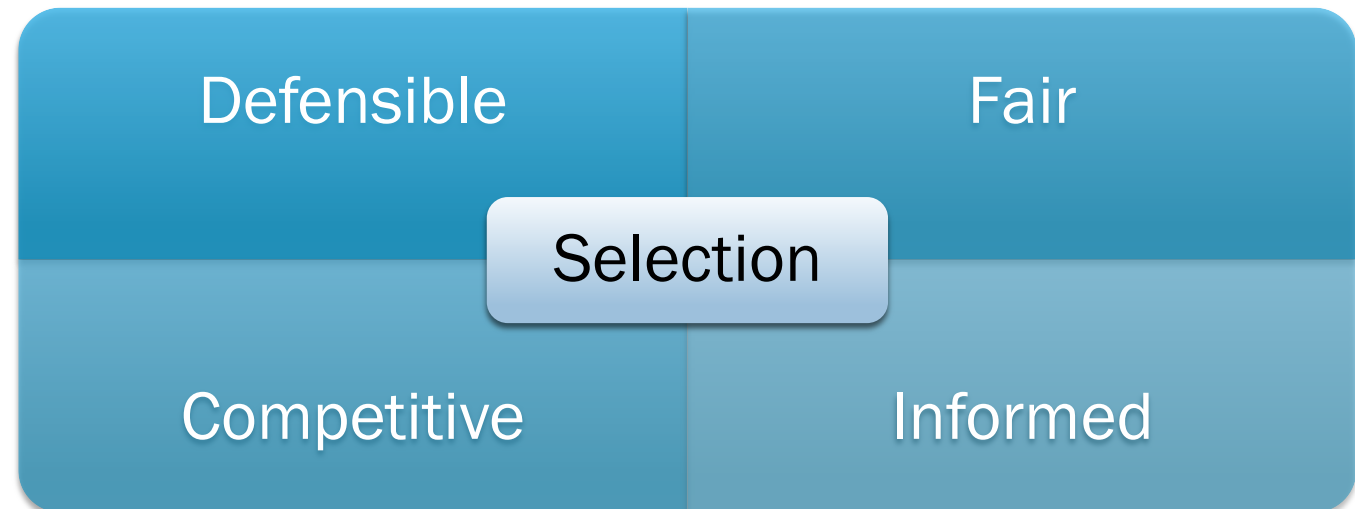 Defensible
Fair
Selection
Competitive
Informed